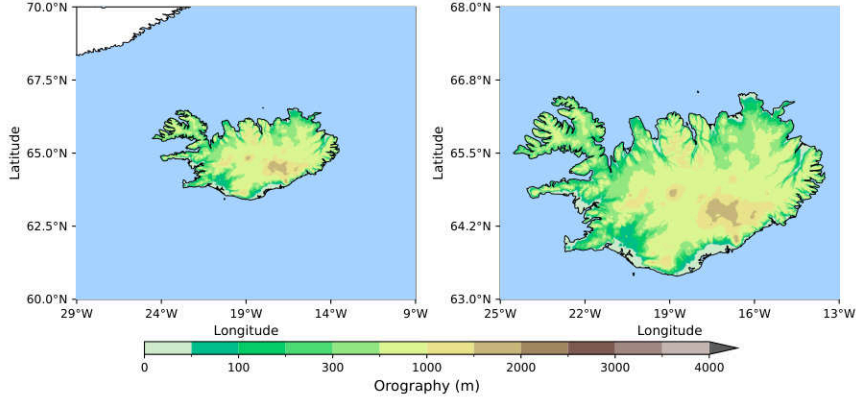 70.0°N
67.5°N
65.0°N
62.5°N
60.0°N
Latitude
29°W 24°W 19°W 14°W 9°W
Longitude
68.0°N
66.8°N
65.5°N
64.2°N
63.0°N
Latitude
25°W 22°W 19°W 16°W 13°W
Longitude
0 100 300 1000 2000 3000 4000
Orography (m)